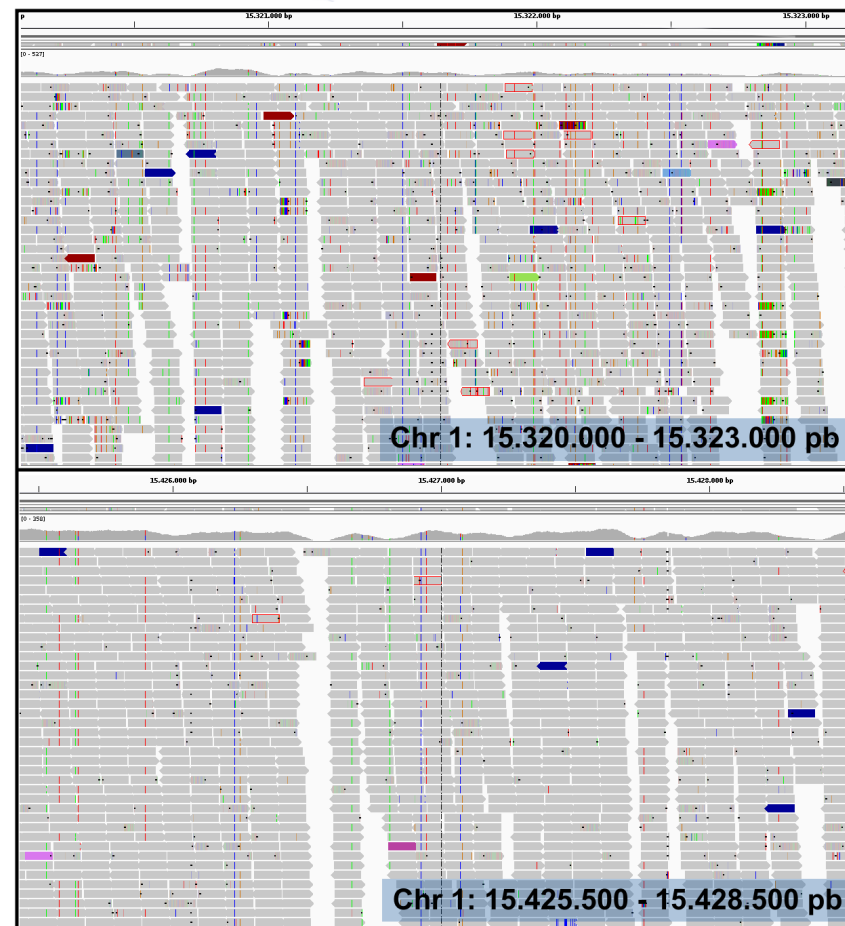 p 15.321.000 bp 15.322.000 bp 15.323.000 bp
[0 - 537]
Chr 1: 15.320.000 - 15.323.000 pb
15.426.000 bp 15.427.000 bp 15.428.000 bp
[0 - 358]
Chr 1: 15.425.500 - 15.428.500 pb